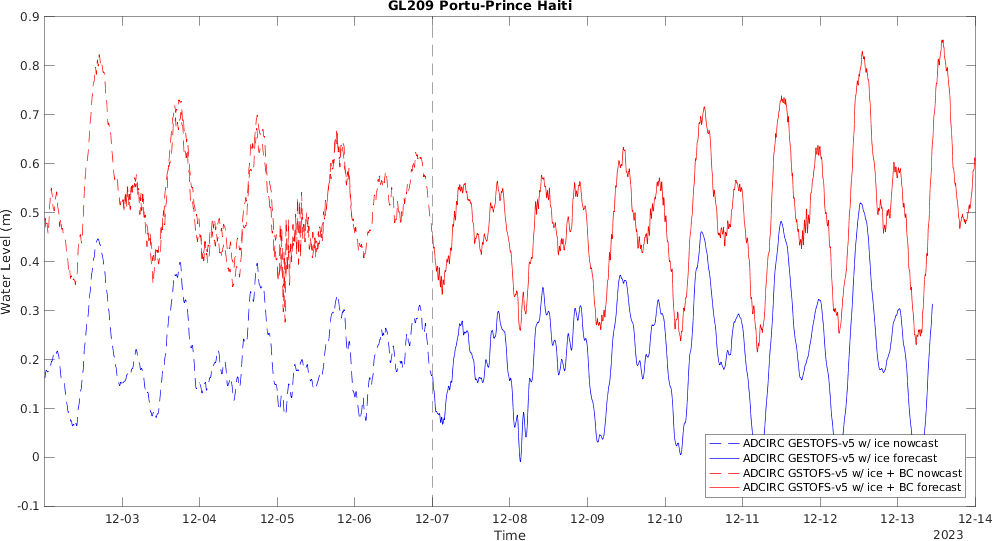 GL209 Portu-Prince Haiti
0.9
0.8
0.7
0.6
0.5
0.4
0.3
0.2
0.1
0
-0.1
Water Level (m)
ADCIRC GESTOFS-v5 w/ ice nowcast
ADCIRC GESTOFS-v5 w/ ice forecast
ADCIRC GSTOFS-v5 w/ ice + BC nowcast
ADCIRC GSTOFS-v5 w/ ice + BC forecast
12-03 12-04 12-05 12-06 12-07 12-08 12-09 12-10 12-11 12-12 12-13 12-14
Time
2023